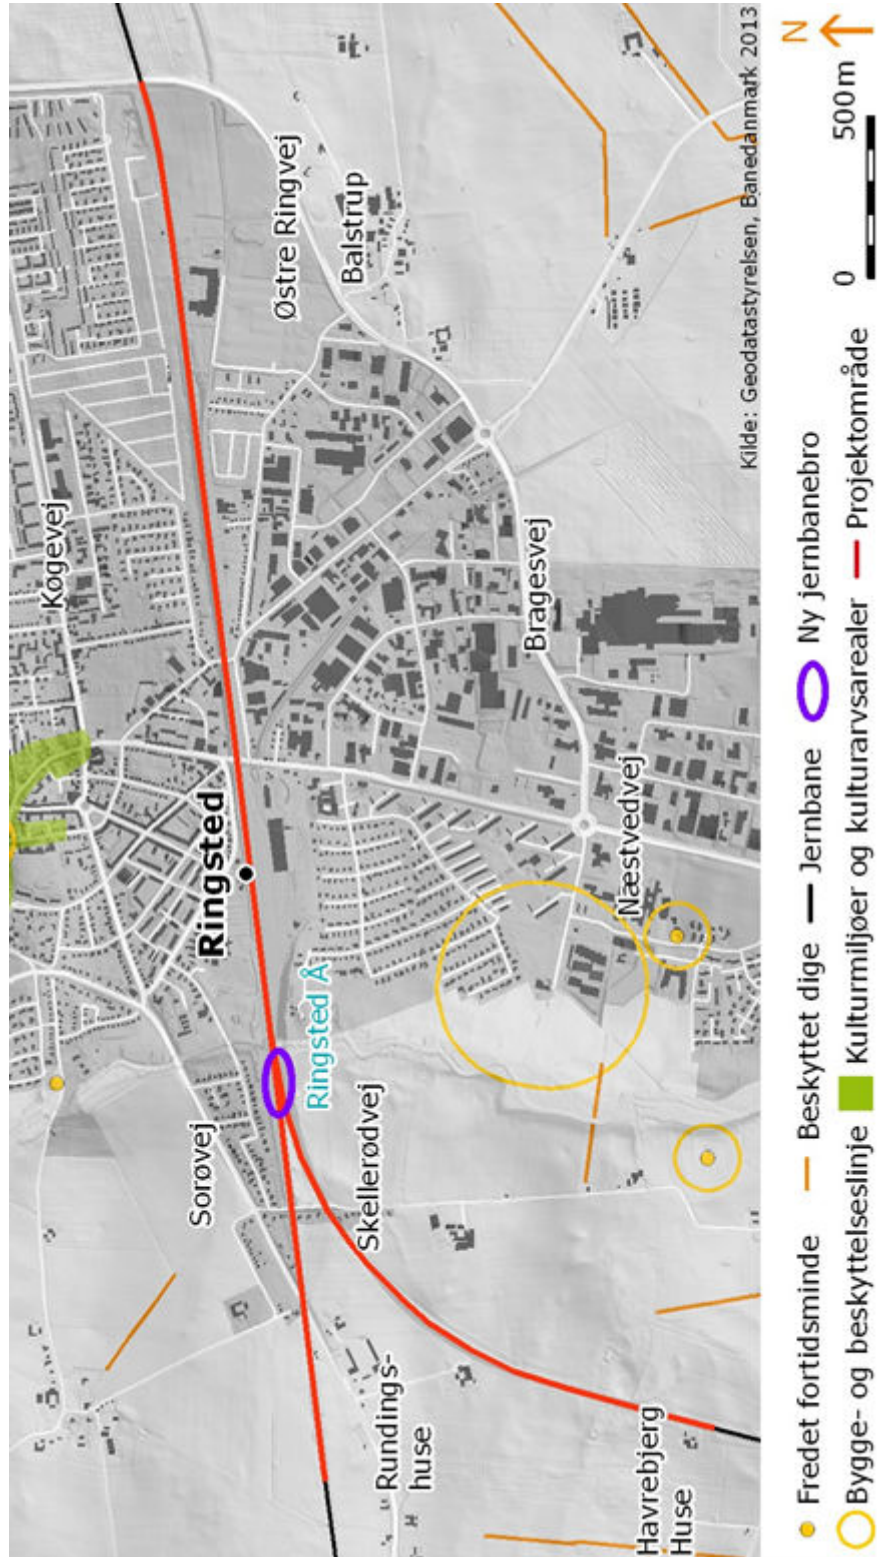 Køgevej
Ringsted
Østre Ringvej
Balstrup
Sorøvej
Ringsted Å
Skellerødvej
Bragesvej
Næstvedvej
Rundings-
huse
Havrebjerg
Huse
Kilde: Geodatastyrelsen, Banedanmark 2013
Fredet fortidsminde
Beskyttet dige
Jernbane
Ny jernbanebro
0
500m
N
Bygge- og beskyttelseslinje
Kulturmiljøer og kulturarvsarealer
Projektområde